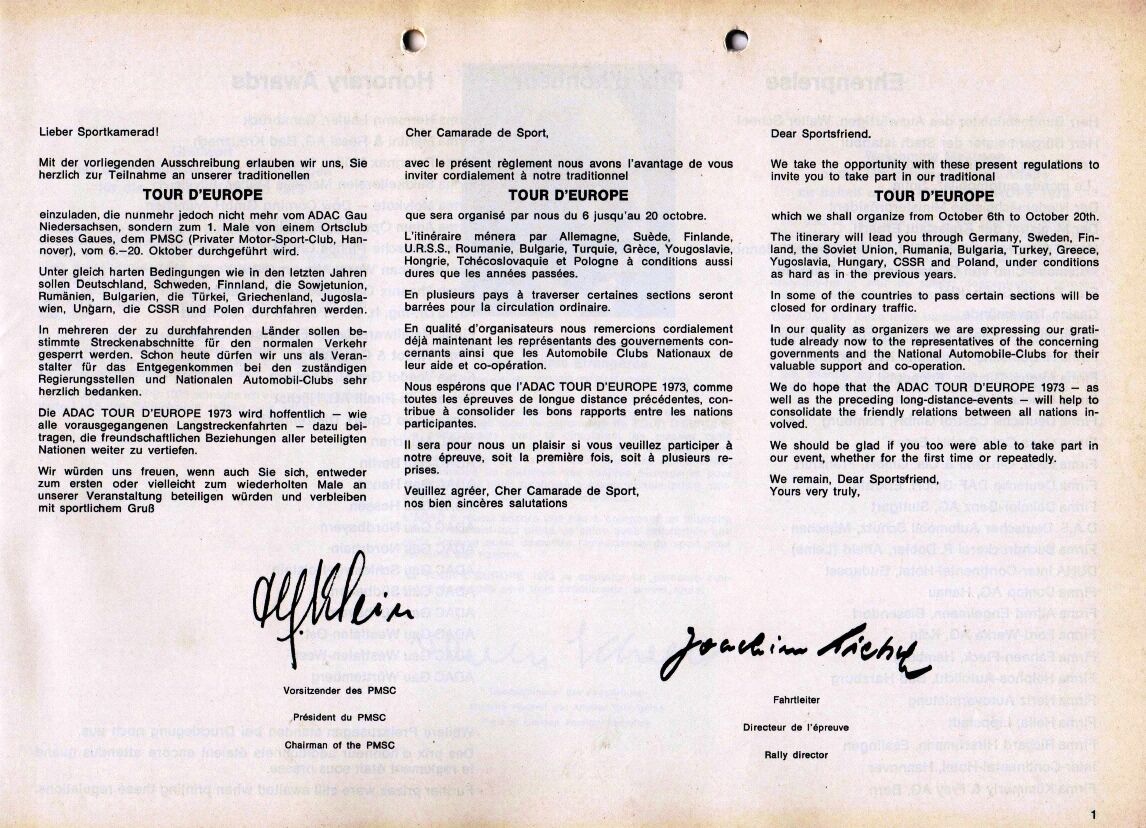 Lieber Sportkamerad!
Mit der vorliegenden Ausschreibung erlauben wir uns, Sie
herzlich zur Teilnahme an unserer traditionellen
TOUR D'EUROPE
einzuladen, die nunmehr jedoch nicht mehr vom ADAC Gau
Niedersachsen, sondern zum 1. Male von einem Ortsclub
dieses Gaues, dem PMSC (Privater Motor-Sport-Club, Han-
nover), vom 6.—20. Oktober durchgeführt wird.
Unter gleich harten Bedingungen wie in den letzten Jahren
sollen Deutschland, Schweden, Finnland, die Sowjetunion,
Rumänien, Bulgarien, die Türkei, Griechenland, Jugosla-
wien, Ungarn, die CSSR und Polen durchfahren werden.
In mehreren der zu durchfahrenden Länder sollen be-
stimmte Streckenabschnitte für den normalen Verkehr
gesperrt werden. Schon heute dürfen wir uns als Veran-
stalter für das Entgegenkommen bei den zuständigen
Regierungsstellen und Nationalen Automobil-Clubs sehr
herzlich bedanken.
Die ADAC TOUR D'EUROPE 1973 wird hoffentlich — wie
alle vorausgegangenen Langstreckenfahrten — dazu bei-
tragen, die freundschaftlichen Beziehungen aller beteiligten
Nationen weiter zu vertiefen.
Wir würden uns freuen, wenn auch Sie sich, entweder
zum ersten oder vielleicht zum wiederholten Male an
unserer Veranstaltung beteiligen würden und verbleiben
mit sportlichem Gruß
Cher Camarade de Sport,
avec le présent règlement nous avons l'avantage de vous
inviter cordialement à notre traditionnel
TOUR D'EUROPE
que sera organisé par nous du 6 jusqu'au 20 octobre.
L'itinéraire ménera par Allemagne, Suède, Finlande,
U.R.S.S., Roumanie, Bulgarie, Turquie, Grèce, Yougoslavie,
Hongrie, Tchécoslovaquie et Pologne à conditions aussi
dures que les années passées.
En plusieurs pays à traverser certaines sections seront
barrées pour la circulation ordinaire.
En qualité d'organisateurs nous remercions cordialement
déjà maintenant les représentants des gouvernements con-
cernants ainsi que les Automobile Clubs Nationaux de
leur aide et co-opération.
Nous espérons que l'ADAC TOUR D'EUROPE 1973, comme
toutes les épreuves de longue distance précédentes, con-
tribue à consolider les bons rapports entre les nations
participantes.
Il sera pour nous un plaisir si vous veuillez participer à
notre épreuve, soit la première fois, soit à plusieurs re-
prises.
Veuillez agréer, Cher Camarade de Sport,
nos bien sincères salutations
Dear Sportsfriend.
We take the opportunity with these present regulations to
invite you to take part in our traditional
TOUR D'EUROPE
which we shall organize from October 6th to October 20th.
The itinerary will lead you through Germany, Sweden, Fin-
land, the Soviet Union, Rumania, Bulgaria, Turkey, Greece,
Yugoslavia, Hungary, CSSR and Poland, under conditions
as hard as in the previous years.
In some of the countries to pass certain sections will be
closed for ordinary traffic.
In our quality as organizers we are expressing our grati-
tude already now to the representatives of the concerning
governments and the National Automobile-Clubs for their
valuable support and co-operation.
We do hope that the ADAC TOUR D'EUROPE 1973 — as
well as the preceding long-distance-events — will help to
consolidate the friendly relations between all nations in-
volved.
We should be glad if you too were able to take part in
our event, whether for the first time or repeatedly.
We remain, Dear Sportsfriend,
Yours very truly,
Klein
Vorsitzender des PMSC
Président du PMSC
Chairman of the PMSC
Joachim
Fahrtleiter
Directeur de l'épreuve
Rally director
1